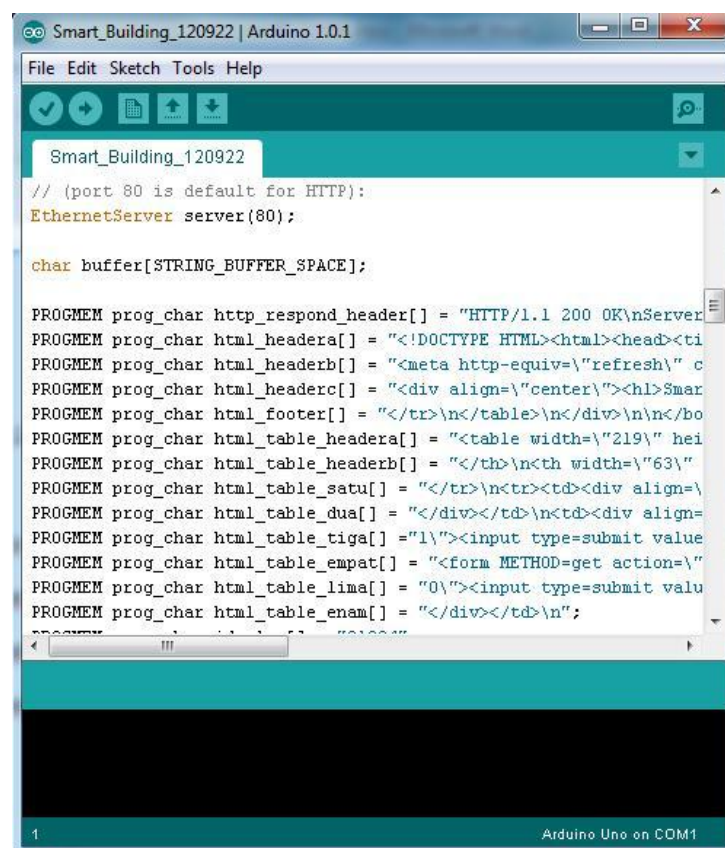 Smart_Building_120922 | Arduino 1.0.1
File Edit Sketch Tools Help
Smart_Building_120922
// (port 80 is default for HTTP):
EthernetServer server(80);
char buffer[STRING_BUFFER_SPACE];
PROGMEM prog_char http_respond_header[] = "HTTP/1.1 200 OK\nServer
PROGMEM prog_char html_headera[] = "<!DOCTYPE HTML><html><head><ti
PROGMEM prog_char html_headerb[] = "<meta http-equiv=\"refresh\" c
PROGMEM prog_char html_headerc[] = "<div align=\"center\"><h1>Smar
PROGMEM prog_char html_footer[] = "</tr>\n</table>\n</div>\n\n</bo
PROGMEM prog_char html_table_headera[] = "<table width=\"219\" hei
PROGMEM prog_char html_table_headerb[] = "</th>\n<th width=\"63\"
PROGMEM prog_char html_table_satu[] = "</tr>\n<tr><td><div align=\
PROGMEM prog_char html_table_dua[] = "</div></td>\n<td><div align=
PROGMEM prog_char html_table_tiga[] ="1\"><input type=submit value
PROGMEM prog_char html_table_empat[] = "<form METHOD=get action=\"
PROGMEM prog_char html_table_lima[] = "0\"><input type=submit valu
PROGMEM prog_char html_table_enam[] = "</div></td>\n";
1
Arduino Uno on COM1